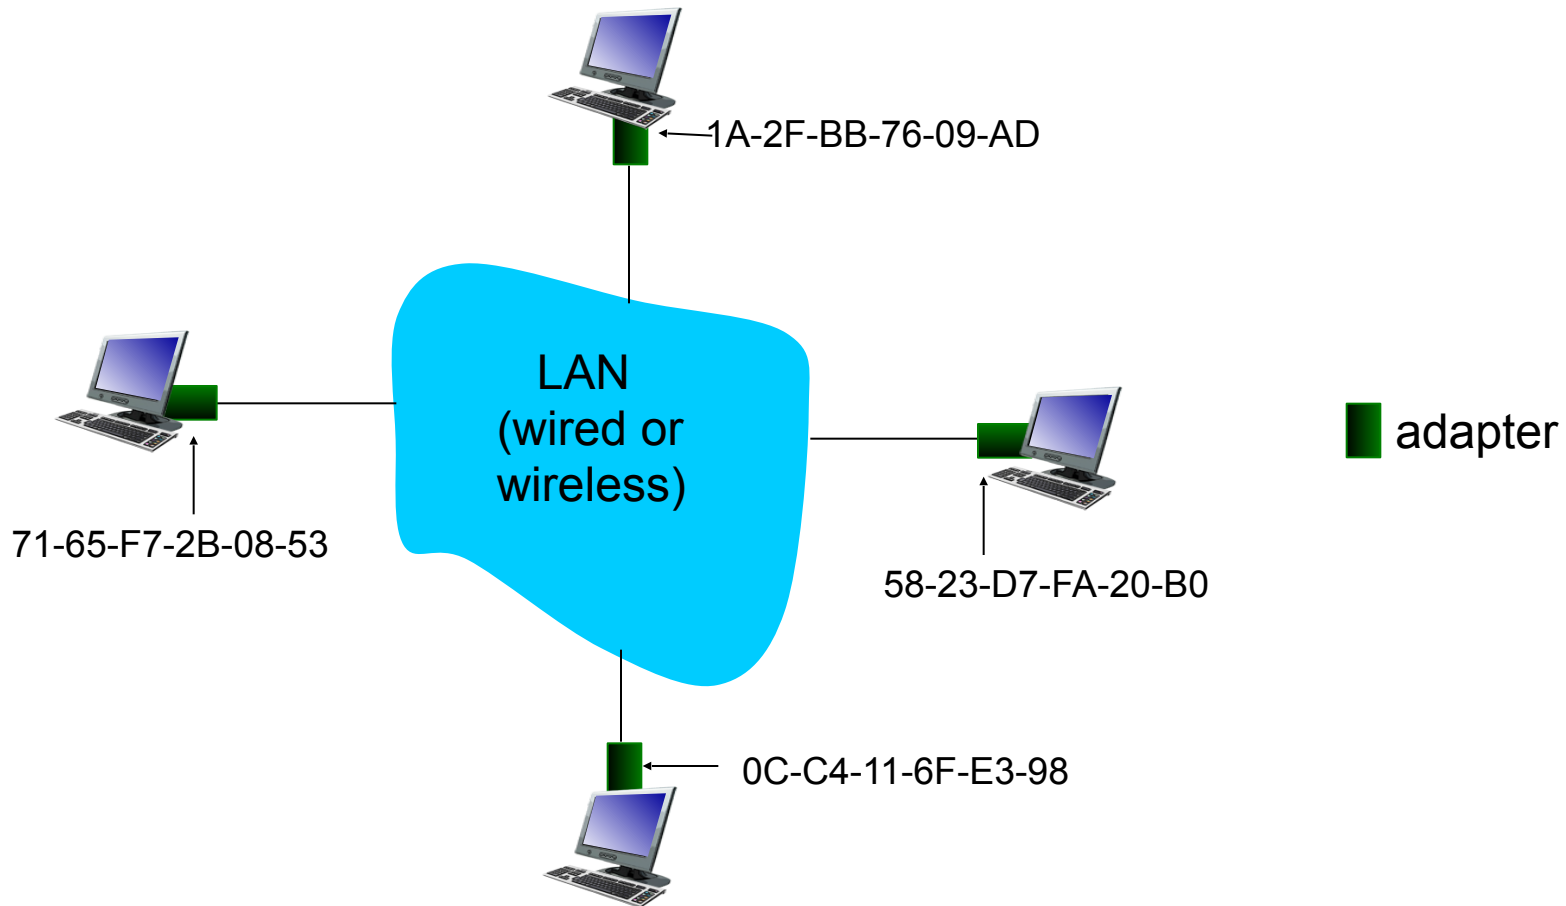 1A-2F-BB-76-09-AD
LAN
(wired or
wireless)
adapter
71-65-F7-2B-08-53
58-23-D7-FA-20-B0
0C-C4-11-6F-E3-98